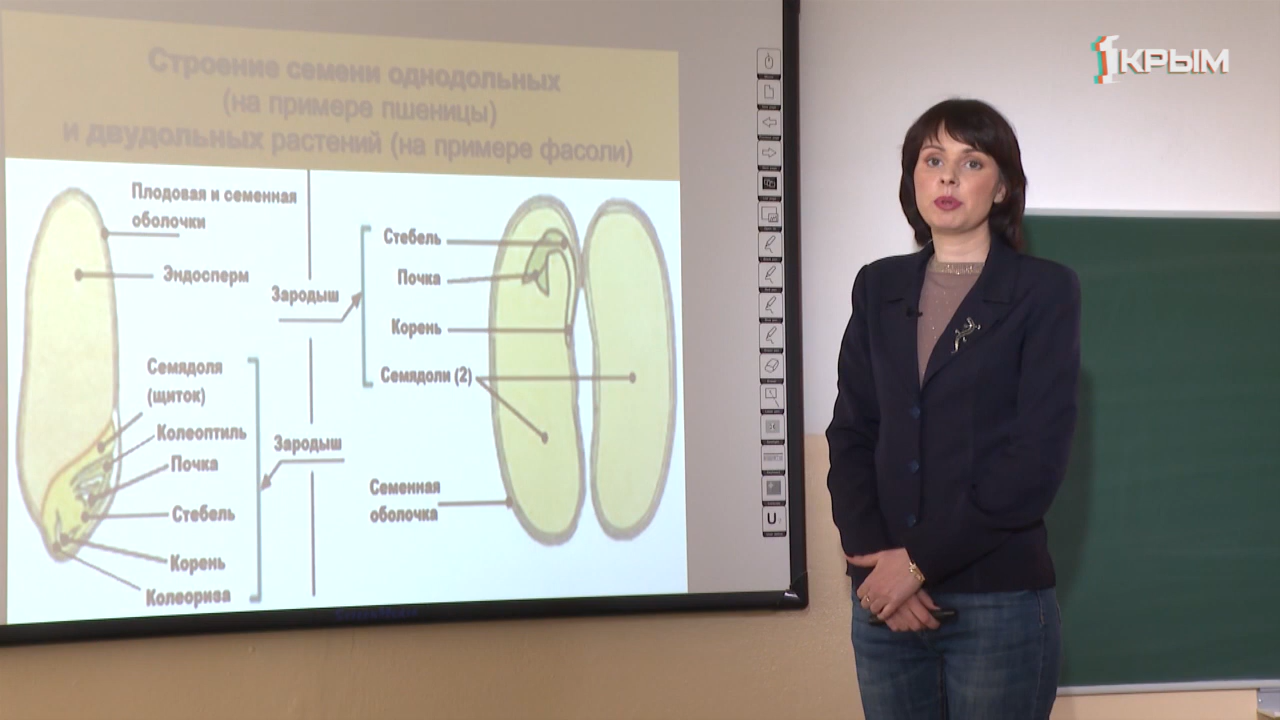 1КРЫМ
Строение семени однодольных
(на примере пшеницы)
и двудольных растений (на примере фасоли)
Плодовая и семенная
оболочки
Эндосперм
Семядоля
(щиток)
Колеоптиль
Почка
Стебель
Корень
Колеориза
Зародыш
Зародыш
Стебель
Почка
Корень
Семядоли (2)
Семенная
оболочка
U